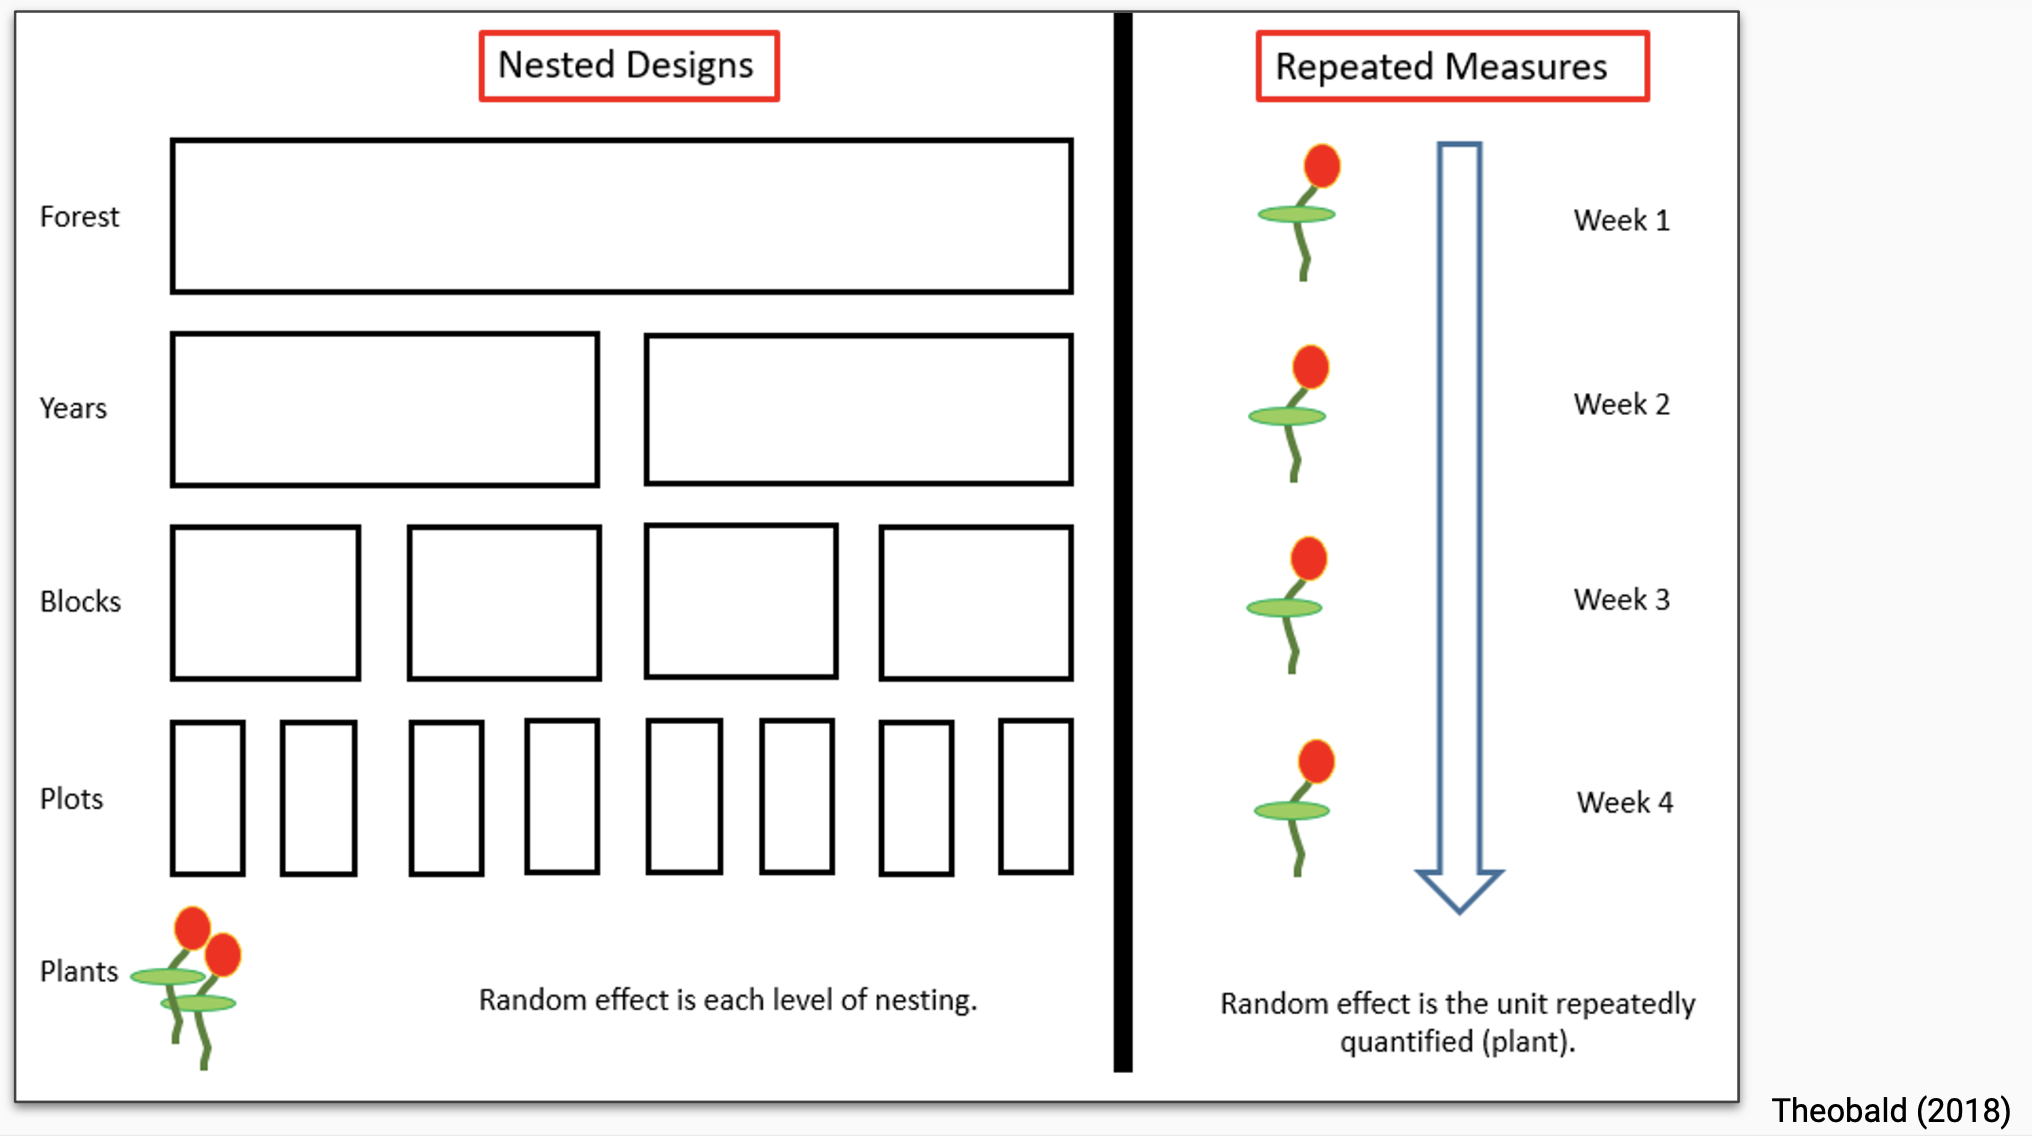 Nested Designs
Forest
Years
Blocks
Plots
Plants
Random effect is each level of nesting.
Repeated Measures
Week 1
Week 2
Week 3
Week 4
Random effect is the unit repeatedly
quantified (plant).
Theobald (2018)